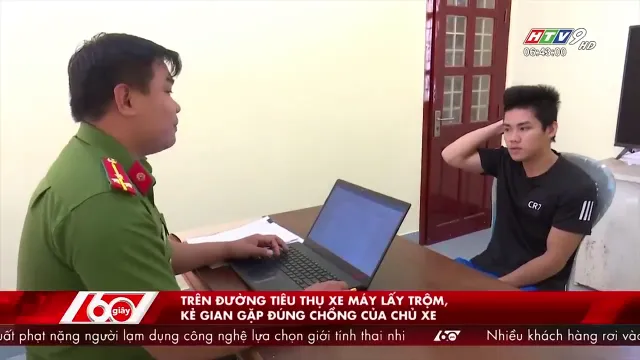 HTV9 HD
06:43:00
CR7
60 giây
TRÊN ĐƯỜNG TIÊU THỤ XE MÁY LẤY TRỘM,
KẺ GIAN GẶP ĐÚNG CHỒNG CỦA CHỦ XE
uất phạt nặng người lạm dụng công nghệ lựa chọn giới tính thai nhi 60 Nhiều khách hàng rơi vào